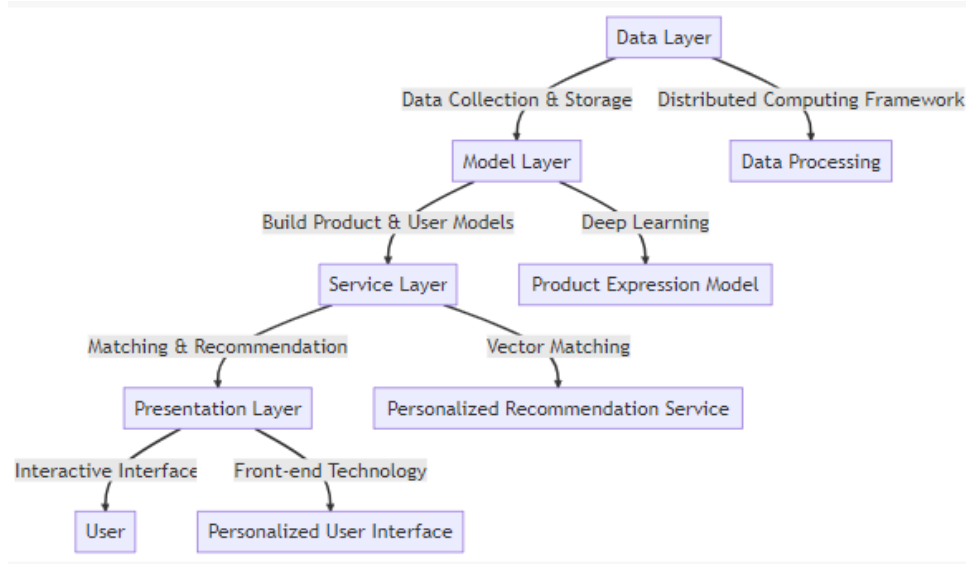 Data Layer
Data Collection & Storage
Distributed Computing Framework
Model Layer
Data Processing
Build Product & User Models
Deep Learning
Service Layer
Product Expression Model
Matching & Recommendation
Vector Matching
Presentation Layer
Personalized Recommendation Service
Interactive Interface
Front-end Technology
User
Personalized User Interface